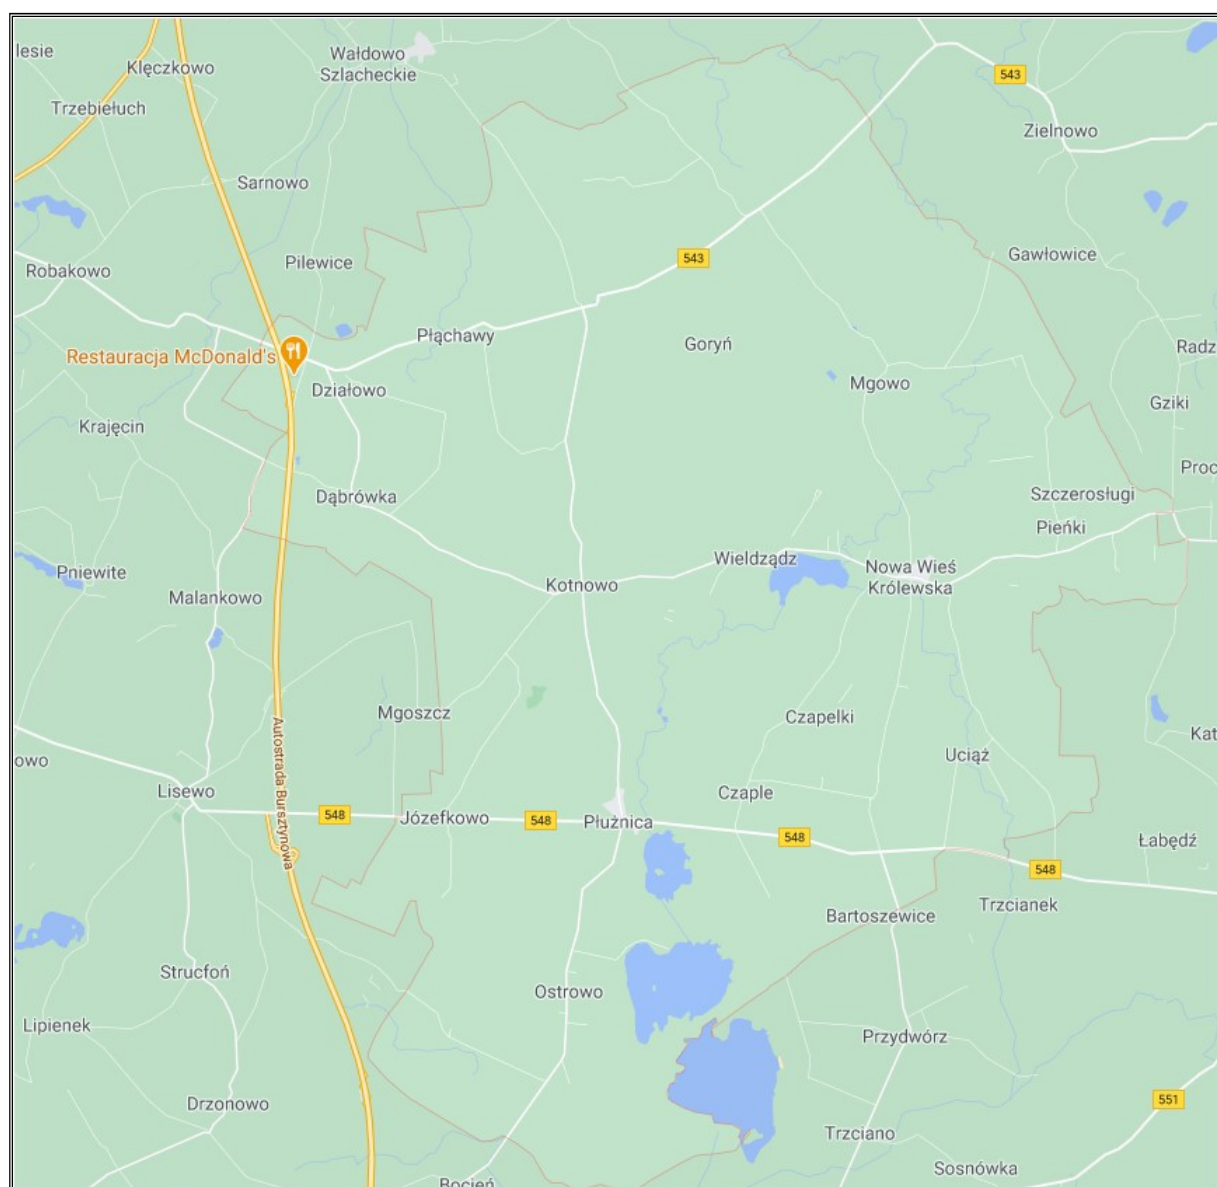 lesie
Klęczkowo
Wałdowo
Szlacheckie
543
Trzebiełuch
Zielnowo
Sarnowo
Robakowo
Pilewice
543
Gawłowice
Płąchawy
Goryń
Radz
Restauracja McDonald's
Działowo
Mgowo
Gziki
Krajęcin
Proc
Dąbrówka
Szczerosługi
Pieńki
Pniewite
Wieldządz
Nowa Wieś
Królewska
Kotnowo
Malankowo
Mgoszcz
Czapelki
Kat
owo
Autostrada Bursztynowa
Uciąż
Lisewo
Czaple
548
Józefkowo
548
Płużnica
548
Łabędź
548
Trzcianek
Bartoszewice
Strucfoń
Ostrowo
Lipienek
Przydwórz
Drzonowo
551
Trzciano
Sosnówka
Bocień